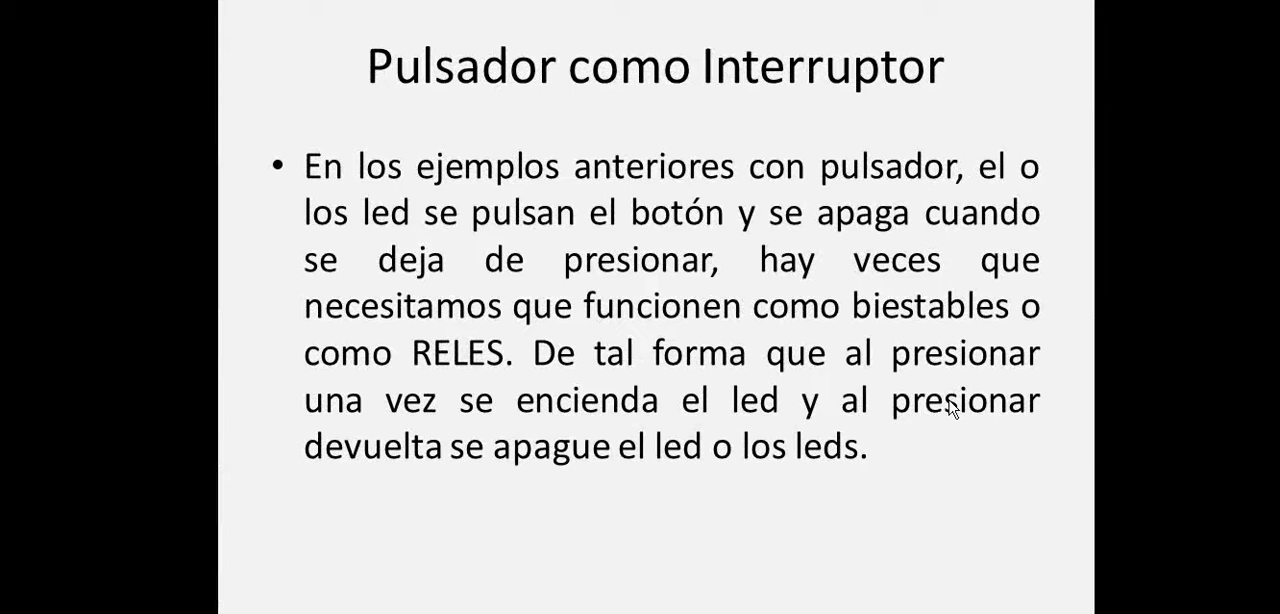 Pulsador como Interruptor
• En los ejemplos anteriores con pulsador, el o
los led se pulsan el botón y se apaga cuando
se deja de presionar, hay veces que
necesitamos que funcionen como biestables o
como RELES. De tal forma que al presionar
una vez se encienda el led y al presionar
devuelta se apague el led o los leds.